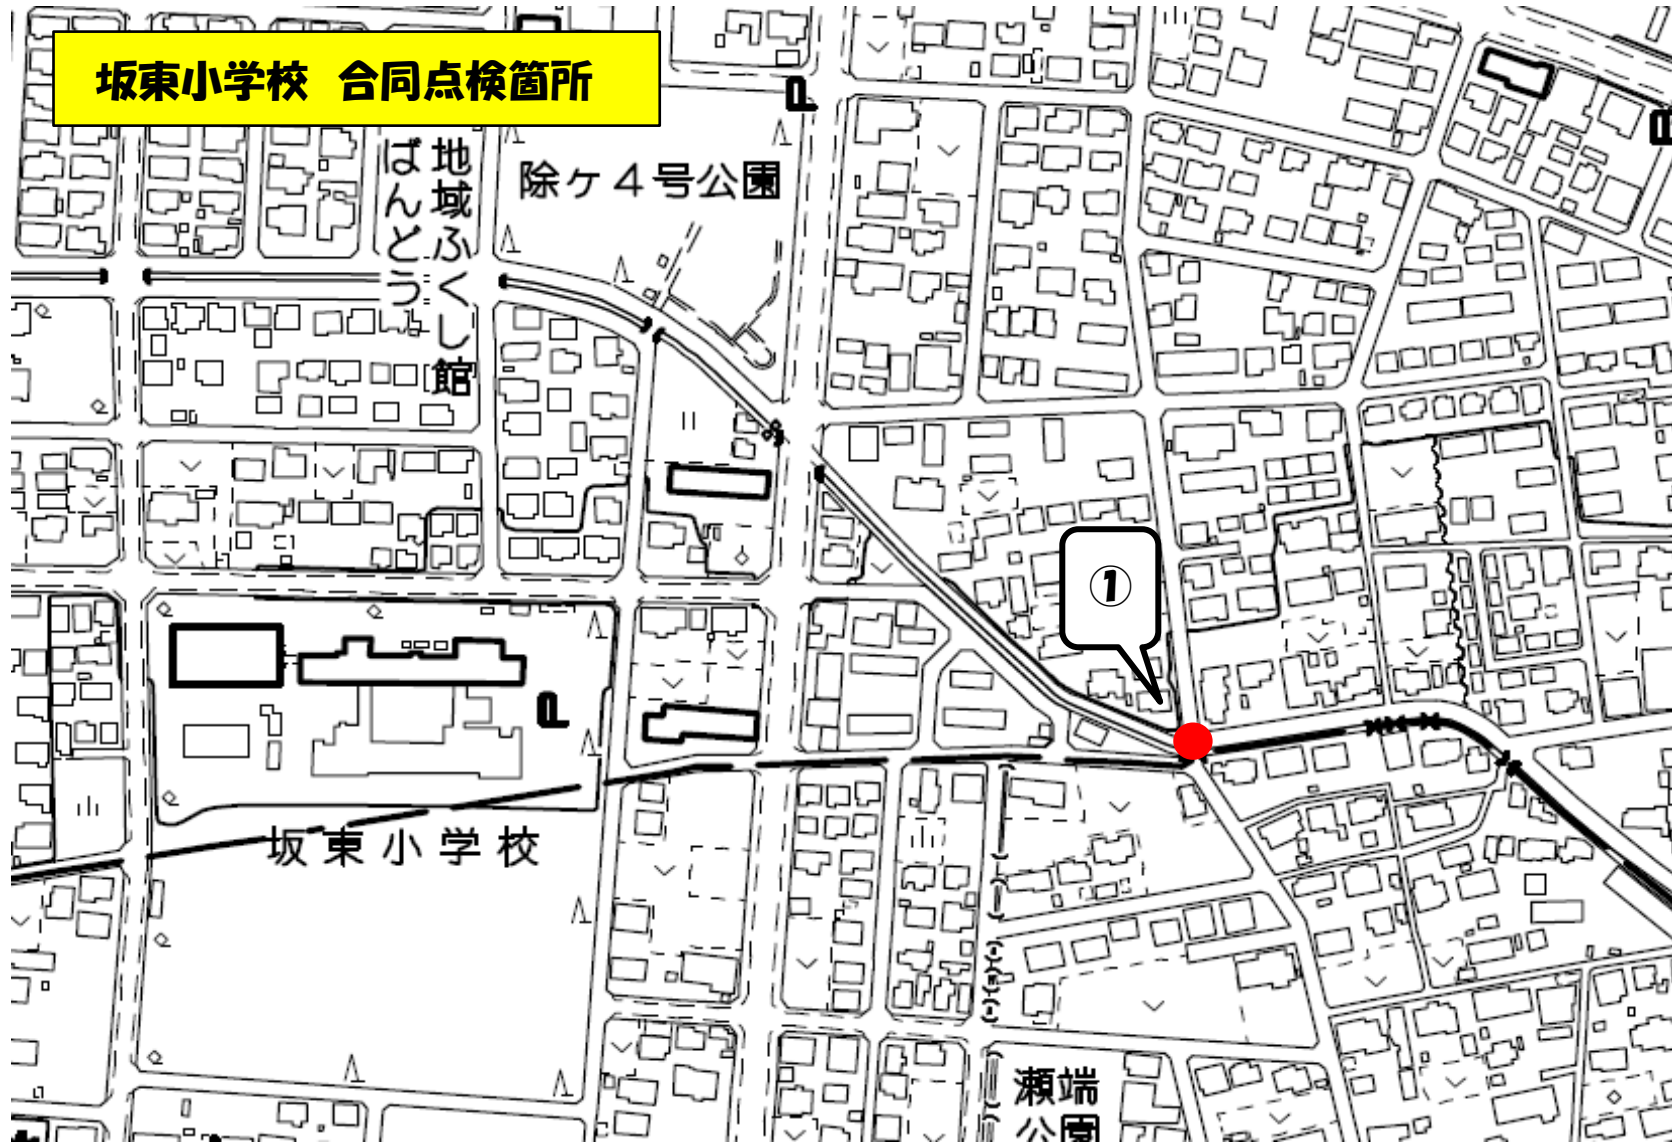 坂東小学校 合同点検箇所
地域ふくし館
ばんどう
除ヶ4号公園
①
坂東小学校
瀬端
公園